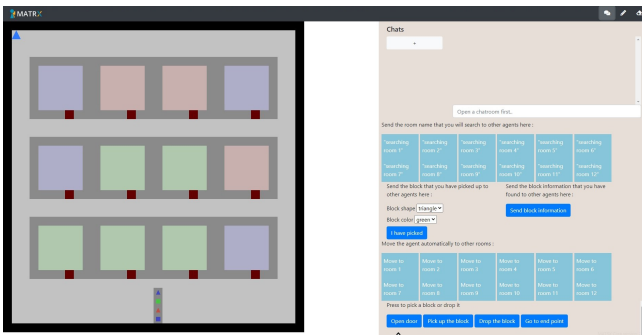 MATRX
Chats
+
Open a chatroom first..
Send the room name that you will search to other agents here :
"searching room 1" "searching room 2" "searching room 3" "searching room 4" "searching room 5" "searching room 6"
"searching room 7" "searching room 8" "searching room 9" "searching room 10" "searching room 11" "searching room 12"
Send the block that you have picked up to other agents here :
Block shape triangle
Block color green
I have picked
Send the block information that you have found to other agents here :
Send block information
Move the agent automatically to other rooms :
Move to room 1 Move to room 2 Move to room 3 Move to room 4 Move to room 5 Move to room 6
Move to room 7 Move to room 8 Move to room 9 Move to room 10 Move to room 11 Move to room 12
Press to pick a block or drop it
Open door Pick up the block Drop the block Go to end point